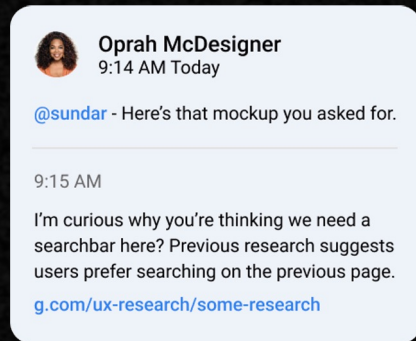 Oprah McDesigner
9:14 AM Today
@sundar - Here’s that mockup you asked for.
9:15 AM
I’m curious why you’re thinking we need a
searchbar here? Previous research suggests
users prefer searching on the previous page.
g.com/ux-research/some-research